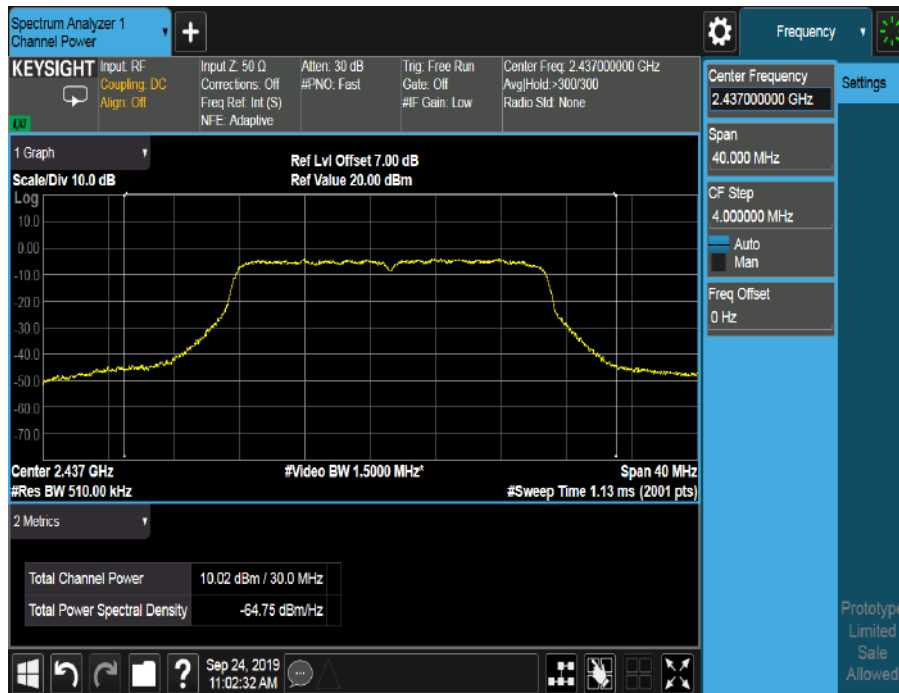 Spectrum Analyzer 1
Channel Power
Frequency
KEYSIGHT
Input: RF
Coupling: DC
Align: Off
LXI
Input Z: 50 Ω
Corrections: Off
Freq Ref: Int (S)
NFE: Adaptive
Atten: 30 dB
#PNO: Fast
Trig: Free Run
Gate: Off
#IF Gain: Low
Center Freq: 2.437000000 GHz
Avg|Hold:>300/300
Radio Std: None
Center Frequency
2.437000000 GHz
Settings
Span
40.000 MHz
CF Step
4.000000 MHz
Auto
Man
Freq Offset
0 Hz
1 Graph
Scale/Div 10.0 dB
Ref Lvl Offset 7.00 dB
Ref Value 20.00 dBm
Log
10.0
0.00
-10.0
-20.0
-30.0
-40.0
-50.0
-60.0
-70.0
Center 2.437 GHz
#Video BW 1.5000 MHz*
Span 40 MHz
#Res BW 510.00 kHz
#Sweep Time 1.13 ms (2001 pts)
2 Metrics
Total Channel Power
10.02 dBm / 30.0 MHz
Total Power Spectral Density
-64.75 dBm/Hz
Prototype
Limited
Sale
Allowed
?
Sep 24, 2019
11:02:32 AM